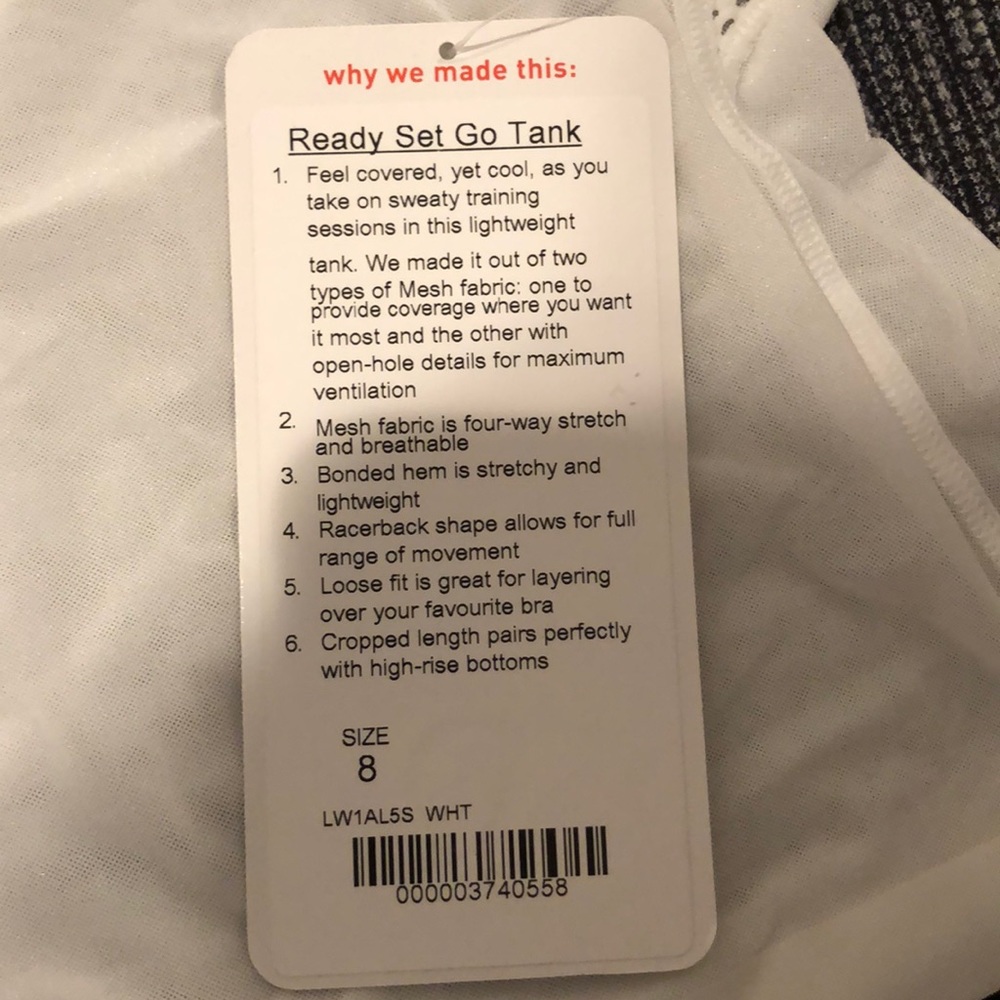 why we made this:
Ready Set Go Tank
1. Feel covered, yet cool, as you
take on sweaty training
sessions in this lightweight
tank. We made it out of two
types of Mesh fabric: one to
provide coverage where you want
it most and the other with
open-hole details for maximum
ventilation
2. Mesh fabric is four-way stretch
and breathable
3. Bonded hem is stretchy and
lightweight
4. Racerback shape allows for full
range of movement
5. Loose fit is great for layering
over your favourite bra
6. Cropped length pairs perfectly
with high-rise bottoms
SIZE
8
LW1AL5S WHT
000003740558